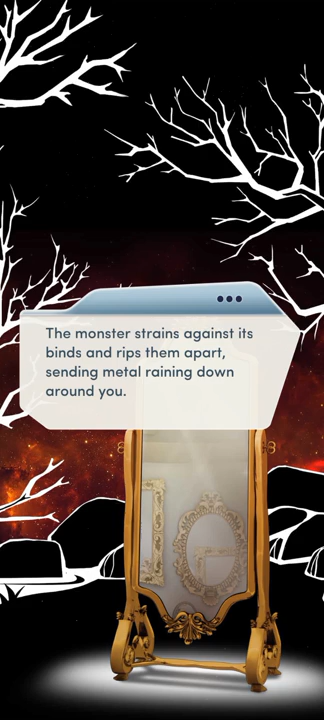 The monster strains against its
binds and rips them apart,
sending metal raining down
around you.